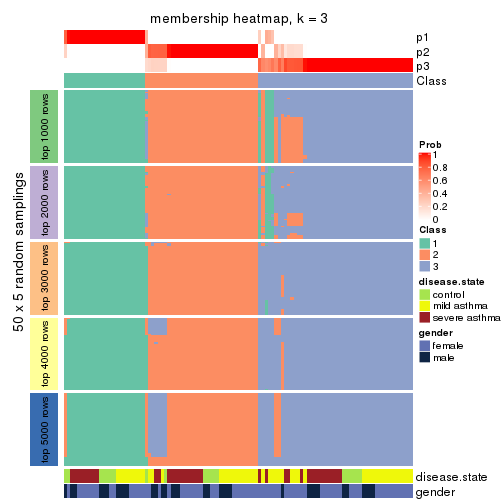 membership heatmap, k = 3
p1
p2
p3
Class
50 x 5 random samplings
top 1000 rows
top 2000 rows
top 3000 rows
top 4000 rows
top 5000 rows
disease.state
gender
Prob
1
0.8
0.6
0.4
0.2
0
Class
1
2
3
disease.state
control
mild asthma
severe asthma
gender
female
male